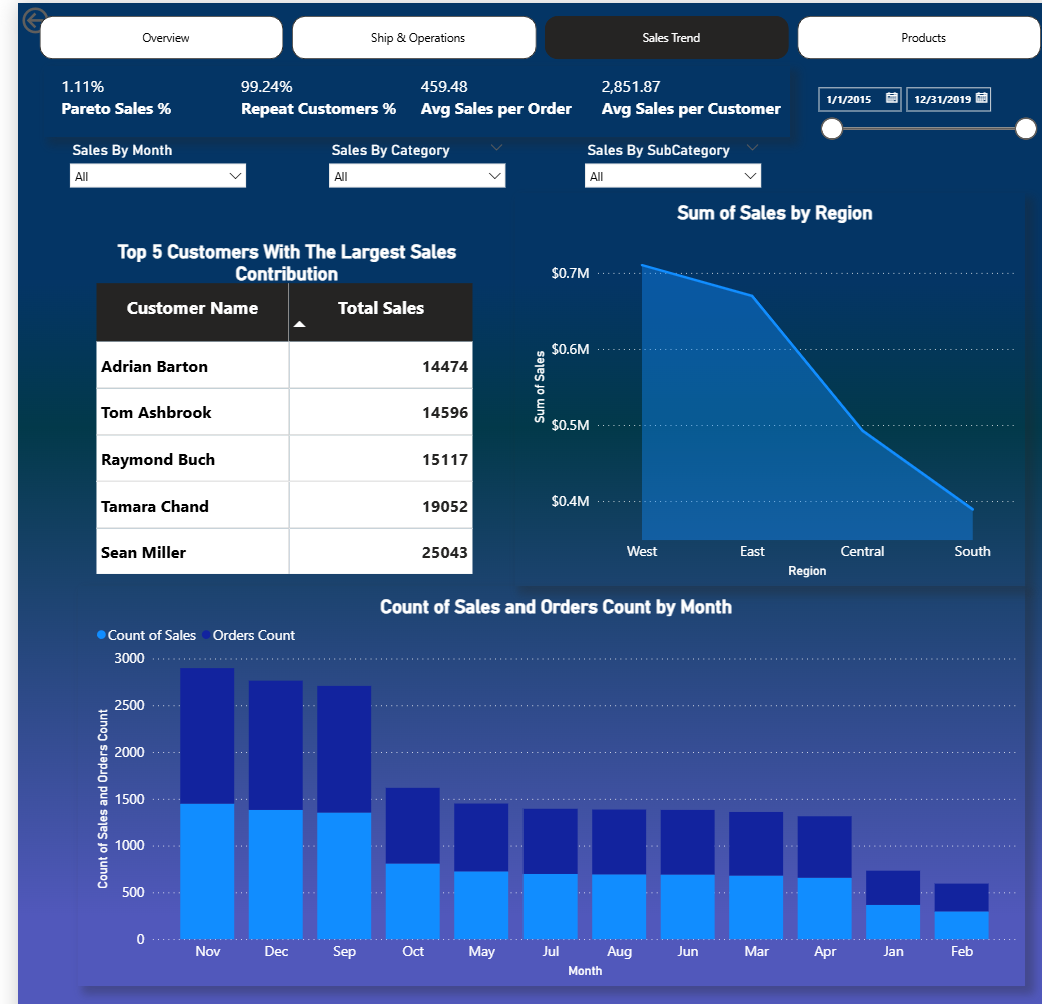 Overview
Ship & Operations
Sales Trend
Products
1.11%
Pareto Sales %
99.24%
Repeat Customers %
459.48
Avg Sales per Order
2,851.87
Avg Sales per Customer
1/1/2015
12/31/2019
Sales By Month
All
Sales By Category
All
Sales By SubCategory
All
Top 5 Customers With The Largest Sales
Contribution
Customer Name Total Sales
Adrian Barton 14474
Tom Ashbrook 14596
Raymond Buch 15117
Tamara Chand 19052
Sean Miller 25043
Sum of Sales by Region
Sum of Sales
$0.7M
$0.6M
$0.5M
$0.4M
West East Central South
Region
Count of Sales and Orders Count by Month
Count of Sales Orders Count
Count of Sales and Orders Count
3000
2500
2000
1500
1000
500
0
Nov Dec Sep Oct May Jul Aug Jun Mar Apr Jan Feb
Month